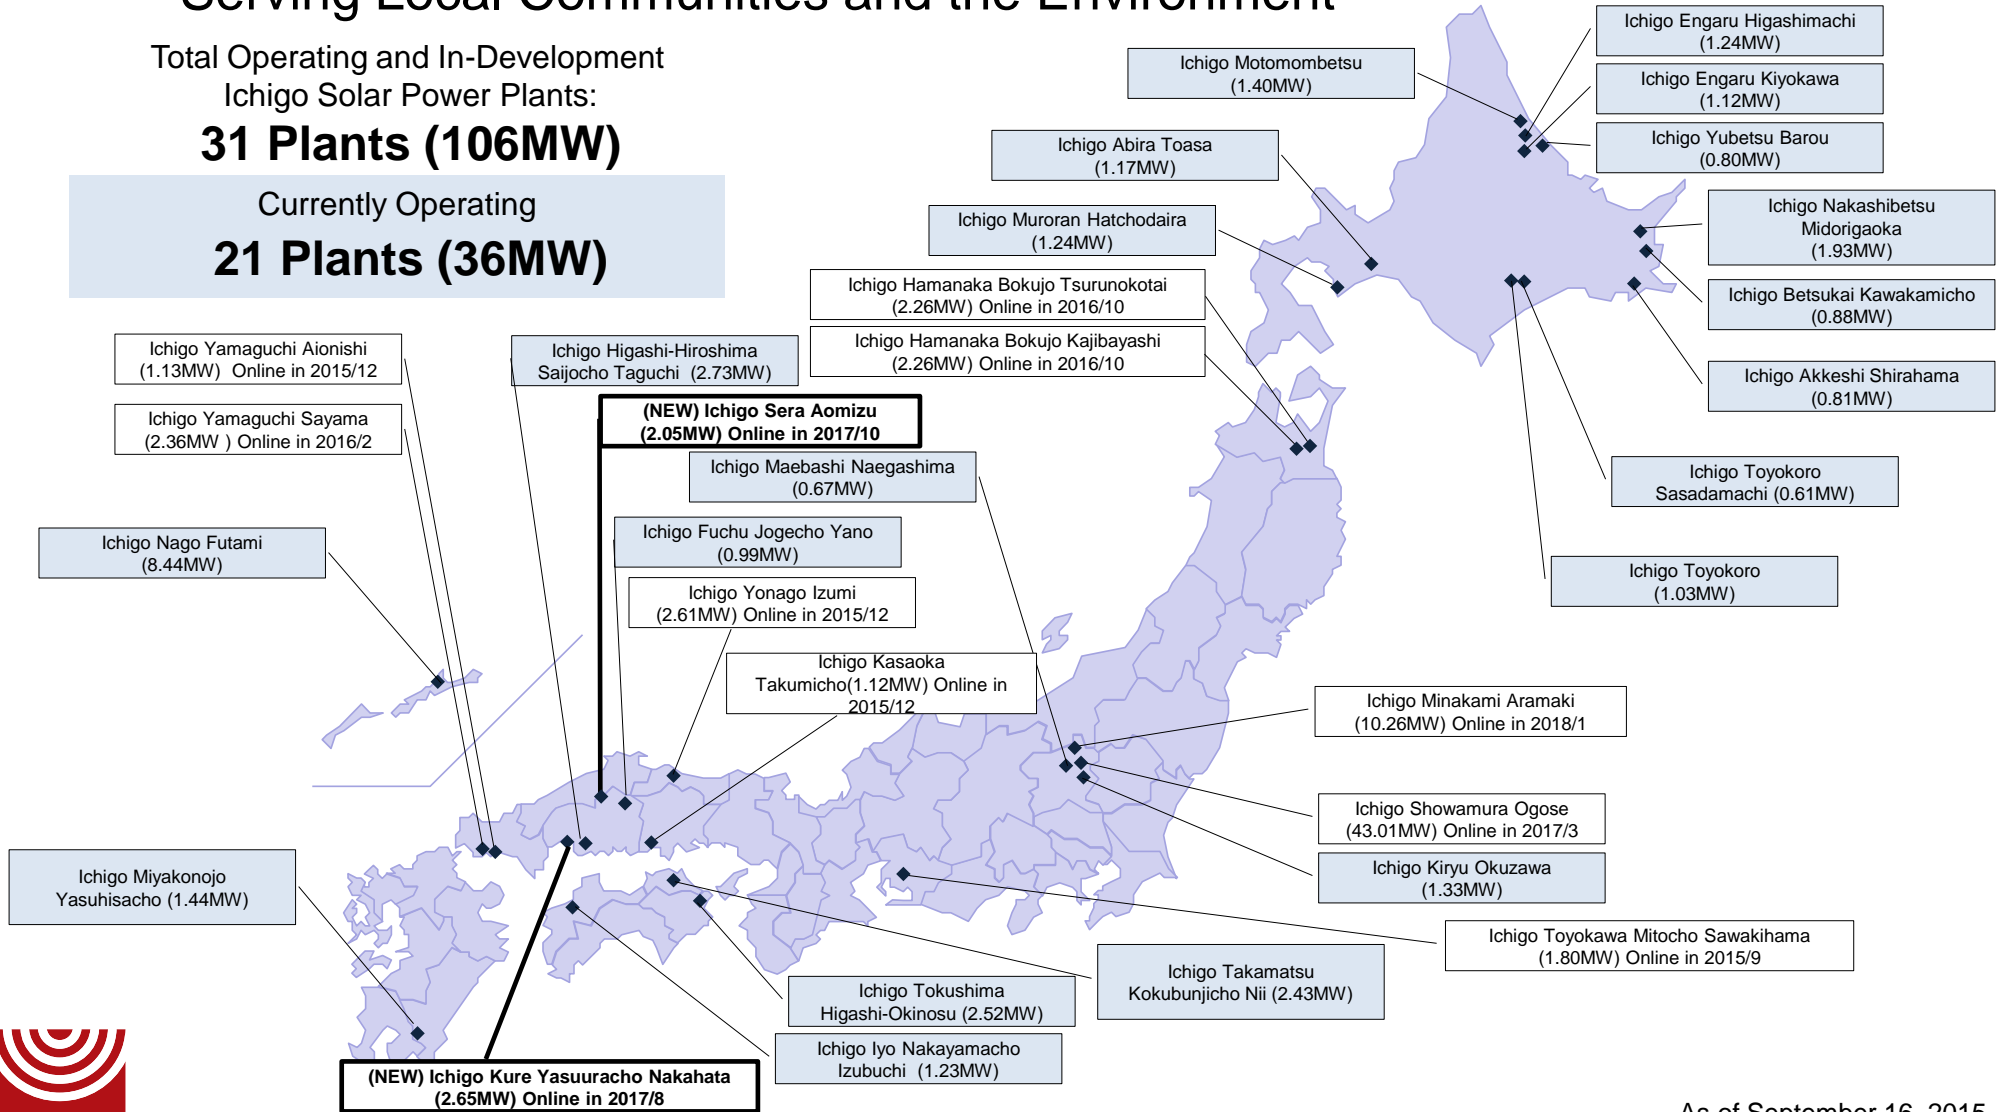 Serving Local Communities and the Environment
Total Operating and In-Development
Ichigo Solar Power Plants:
31 Plants (106MW)
Currently Operating
21 Plants (36MW)
Ichigo Engaru Higashimachi
(1.24MW)
Ichigo Motomombetsu
(1.40MW)
Ichigo Engaru Kiyokawa
(1.12MW)
Ichigo Yubetsu Barou
(0.80MW)
Ichigo Abira Toasa
(1.17MW)
Ichigo Muroran Hatchodaira
(1.24MW)
Ichigo Nakashibetsu
Midorigaoka
(1.93MW)
Ichigo Hamanaka Bokujo Tsurunokotai
(2.26MW) Online in 2016/10
Ichigo Betsukai Kawakamicho
(0.88MW)
Ichigo Hamanaka Bokujo Kajibayashi
(2.26MW) Online in 2016/10
Ichigo Yamaguchi Aionishi
(1.13MW)  Online in 2015/12
Ichigo Higashi-Hiroshima
Saijocho Taguchi  (2.73MW)
Ichigo Akkeshi Shirahama
(0.81MW)
Ichigo Yamaguchi Sayama
(2.36MW ) Online in 2016/2
(NEW) Ichigo Sera Aomizu
(2.05MW) Online in 2017/10
Ichigo Maebashi Naegashima
(0.67MW)
Ichigo Toyokoro
Sasadamachi (0.61MW)
Ichigo Fuchu Jogecho Yano
(0.99MW)
Ichigo Nago Futami
(8.44MW)
Ichigo Toyokoro
(1.03MW)
Ichigo Yonago Izumi
(2.61MW) Online in 2015/12
Ichigo Kasaoka
Takumicho(1.12MW) Online in
2015/12
Ichigo Minakami Aramaki
(10.26MW) Online in 2018/1
Ichigo Showamura Ogose
(43.01MW) Online in 2017/3
Ichigo Kiryu Okuzawa
(1.33MW)
Ichigo Miyakonojo
Yasuhisacho (1.44MW)
Ichigo Toyokawa Mitocho Sawakihama
(1.80MW) Online in 2015/9
Ichigo Takamatsu
Kokubunjicho Nii (2.43MW)
Ichigo Tokushima
Higashi-Okinosu (2.52MW)
Ichigo Iyo Nakayamacho
Izubuchi  (1.23MW)
(NEW) Ichigo Kure Yasuuracho Nakahata
(2.65MW) Online in 2017/8
As of September 16, 2015